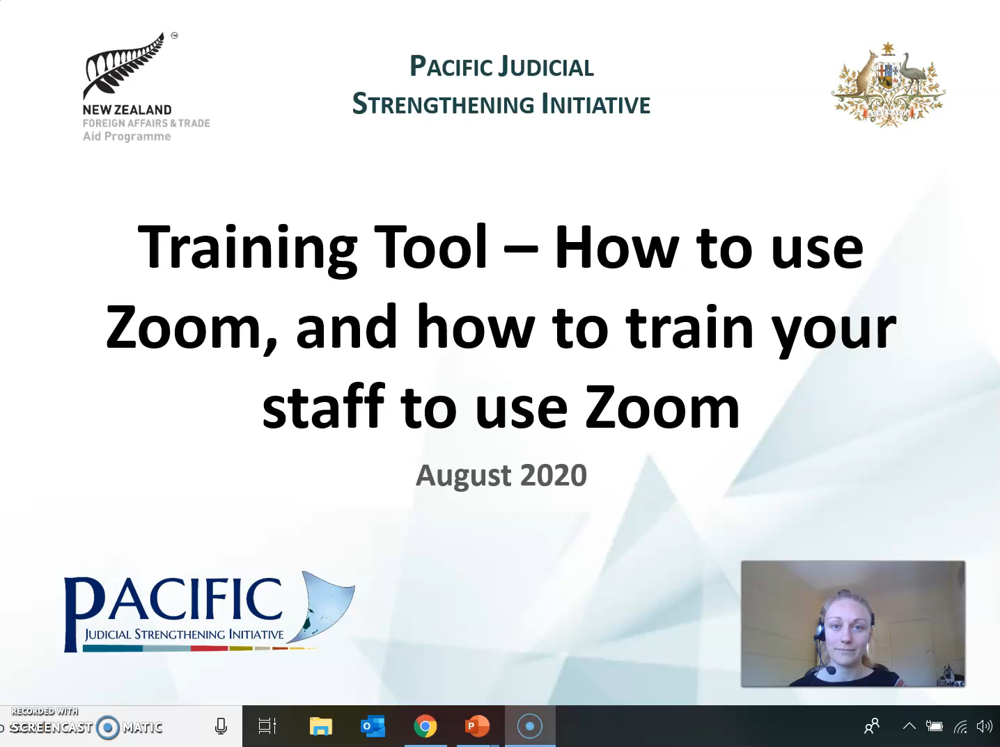 TM
NEW ZEALAND
FOREIGN AFFAIRS & TRADE
Aid Programme
PACIFIC JUDICIAL
STRENGTHENING INITIATIVE
AUSTRALIA
Training Tool – How to use
Zoom, and how to train your
staff to use Zoom
August 2020
PACIFIC
JUDICIAL STRENGTHENING INITIATIVE
RECORDED WITH
SCREENCAST MATIC